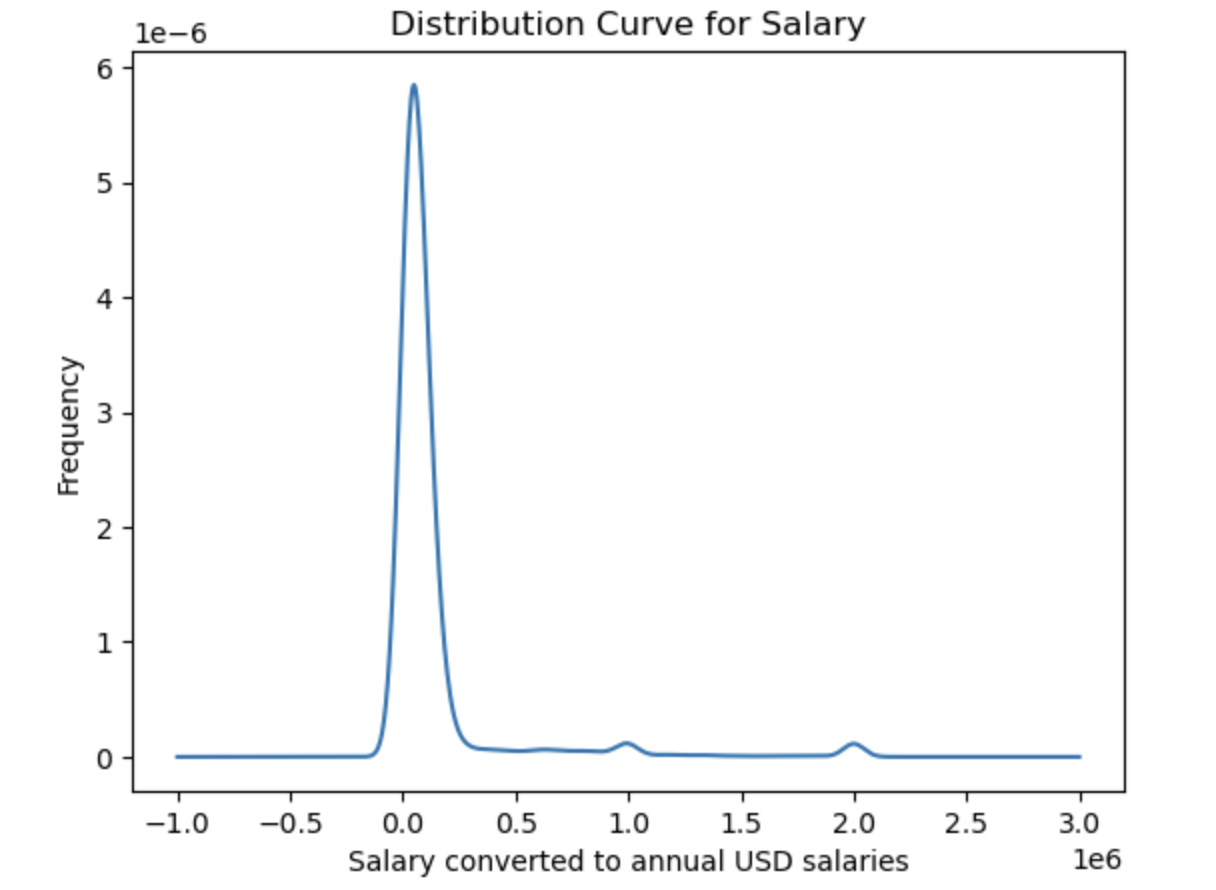 Distribution Curve for Salary
1e−6
6
5
4
3
2
1
0
Frequency
−1.0 −0.5 0.0 0.5 1.0 1.5 2.0 2.5 3.0
Salary converted to annual USD salaries
1e6